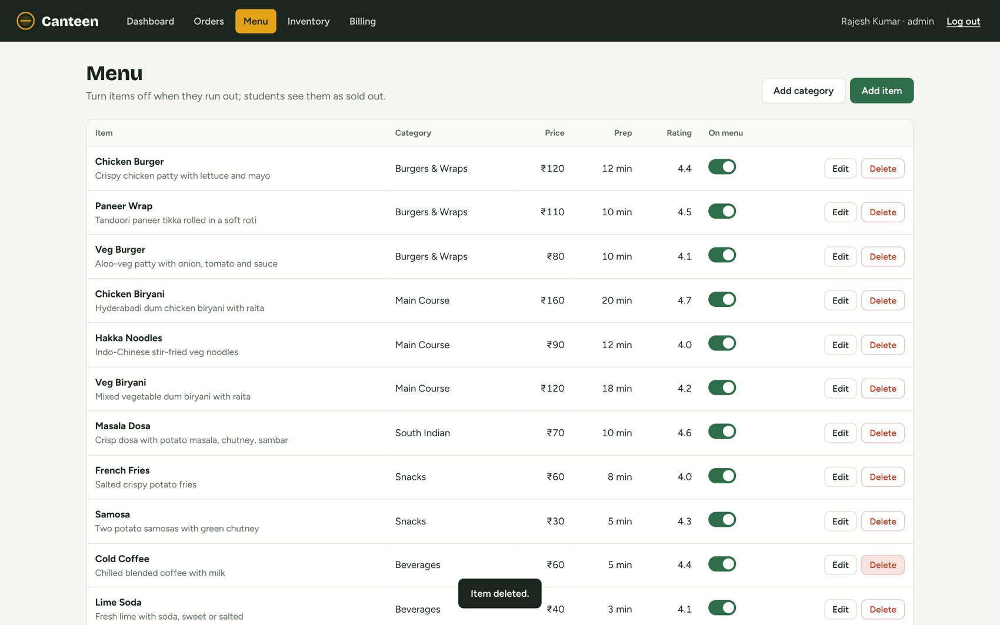 Canteen Dashboard Orders Menu Inventory Billing Rajesh Kumar · admin Log out
Menu
Turn items off when they run out; students see them as sold out.
Add category Add item
Item Category Price Prep Rating On menu
Chicken Burger
Crispy chicken patty with lettuce and mayo
Burgers & Wraps ₹120 12 min 4.4 Edit Delete
Paneer Wrap
Tandoori paneer tikka rolled in a soft roti
Burgers & Wraps ₹110 10 min 4.5 Edit Delete
Veg Burger
Aloo-veg patty with onion, tomato and sauce
Burgers & Wraps ₹80 10 min 4.1 Edit Delete
Chicken Biryani
Hyderabadi dum chicken biryani with raita
Main Course ₹160 20 min 4.7 Edit Delete
Hakka Noodles
Indo-Chinese stir-fried veg noodles
Main Course ₹90 12 min 4.0 Edit Delete
Veg Biryani
Mixed vegetable dum biryani with raita
Main Course ₹120 18 min 4.2 Edit Delete
Masala Dosa
Crisp dosa with potato masala, chutney, sambar
South Indian ₹70 10 min 4.6 Edit Delete
French Fries
Salted crispy potato fries
Snacks ₹60 8 min 4.0 Edit Delete
Samosa
Two potato samosas with green chutney
Snacks ₹30 5 min 4.3 Edit Delete
Cold Coffee
Chilled blended coffee with milk
Beverages ₹60 5 min 4.4 Edit Delete
Item deleted.
Lime Soda
Fresh lime with soda, sweet or salted
Beverages ₹40 3 min 4.1 Edit Delete